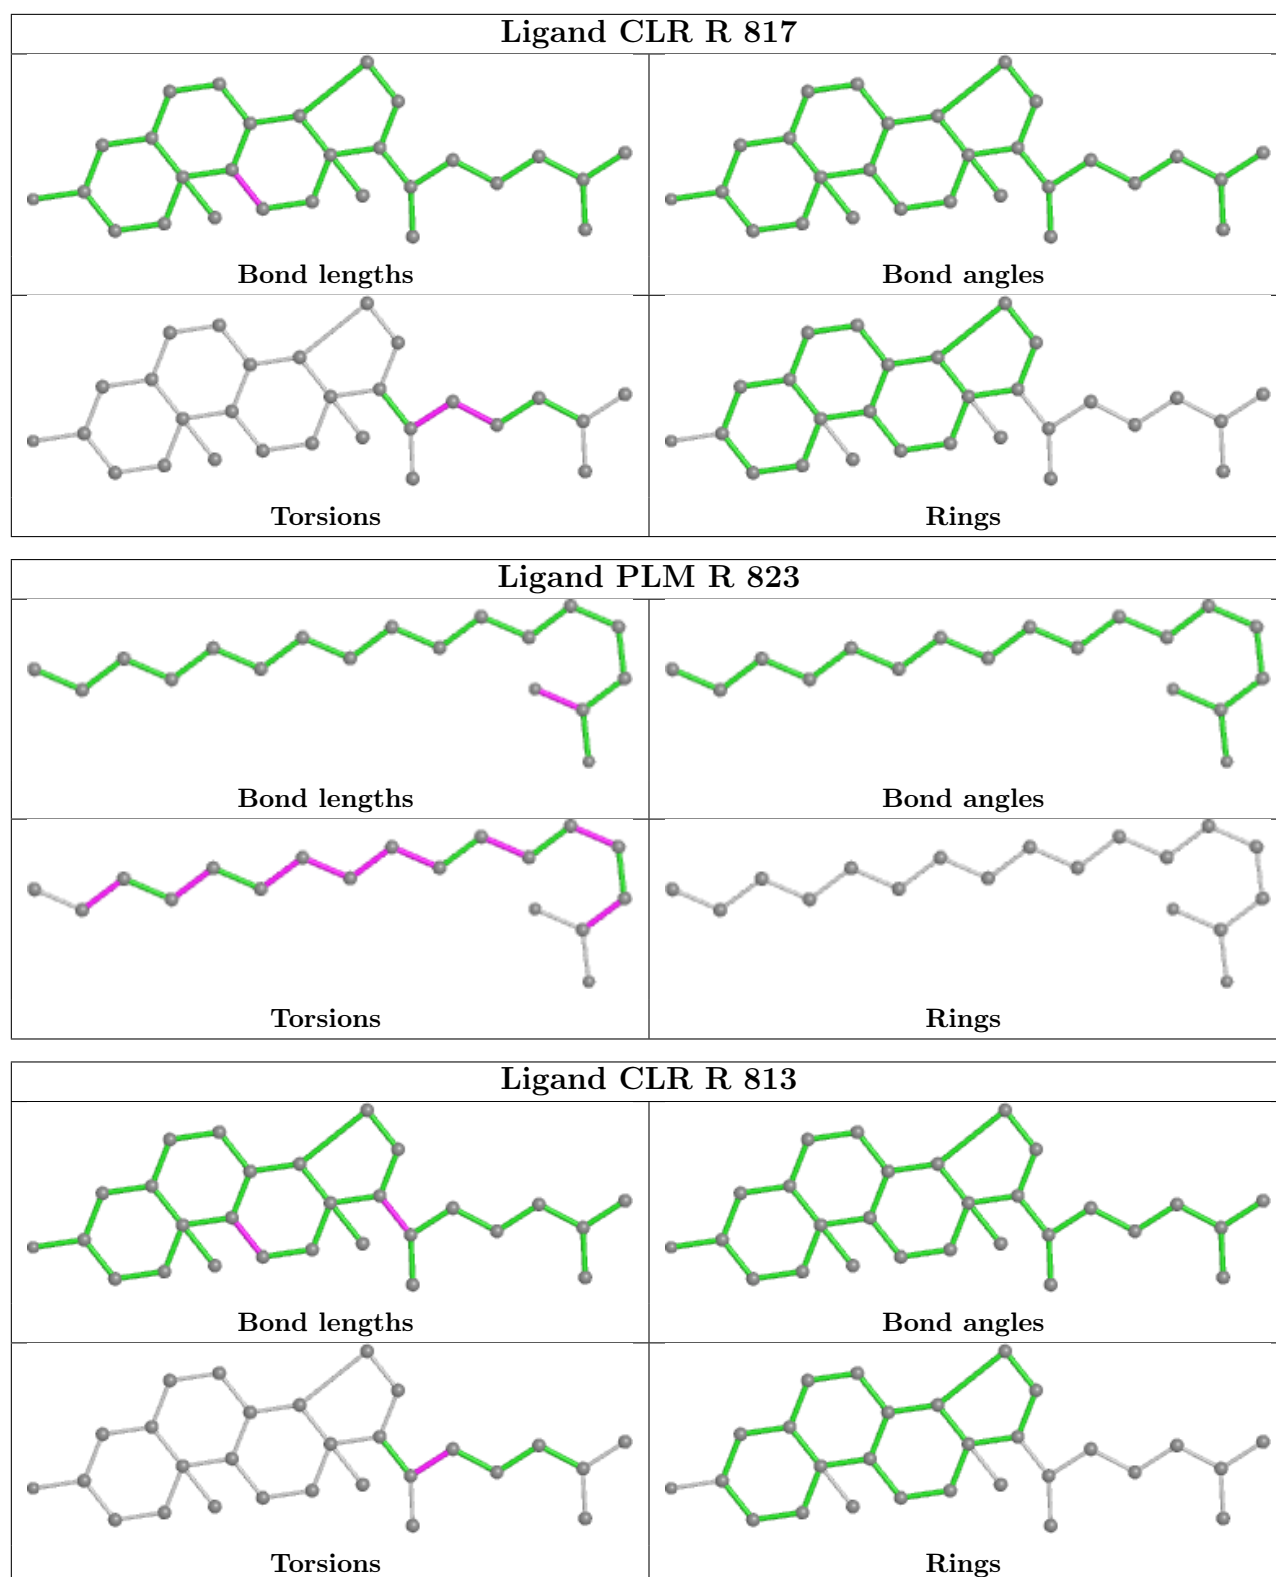 Ligand CLR R 817
Bond lengths
Bond angles
Torsions
Rings
Ligand PLM R 823
Bond lengths
Bond angles
Torsions
Rings
Ligand CLR R 813
Bond lengths
Bond angles
Torsions
Rings